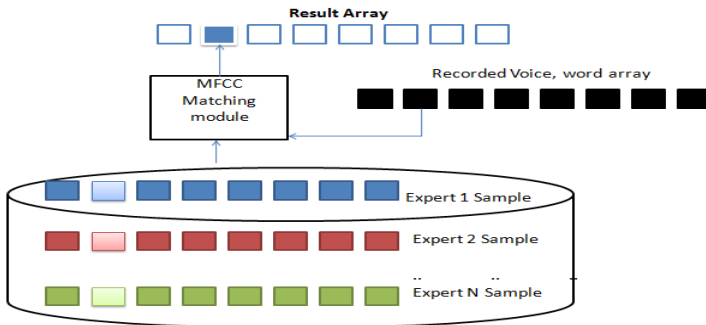 Result Array
MFCC
Matching
module
Recorded Voice, word array
Expert 1 Sample
Expert 2 Sample
.. .. -
Expert N Sample